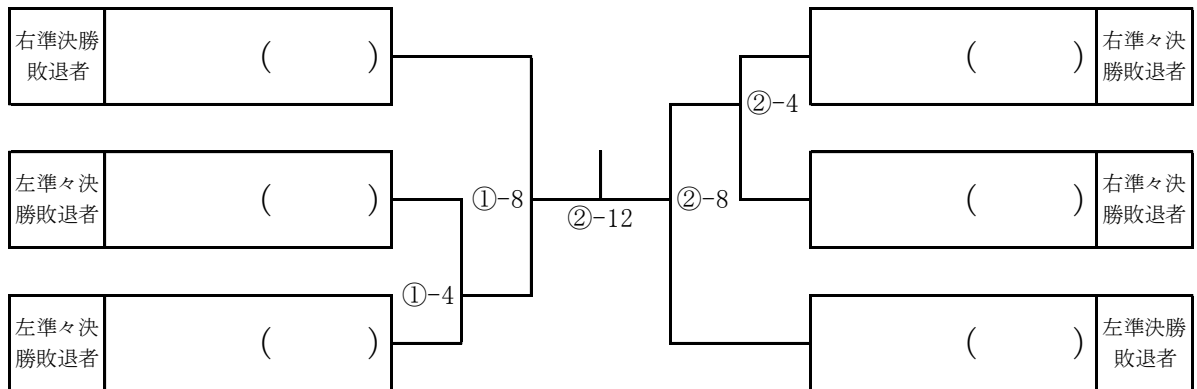 右準決勝
敗退者
( )
( )
右準々決
勝敗退者
②-4
左準々決
勝敗退者
( )
①-8
②-12
②-8
( )
右準々決
勝敗退者
①-4
左準々決
勝敗退者
( )
( )
左準決勝
敗退者